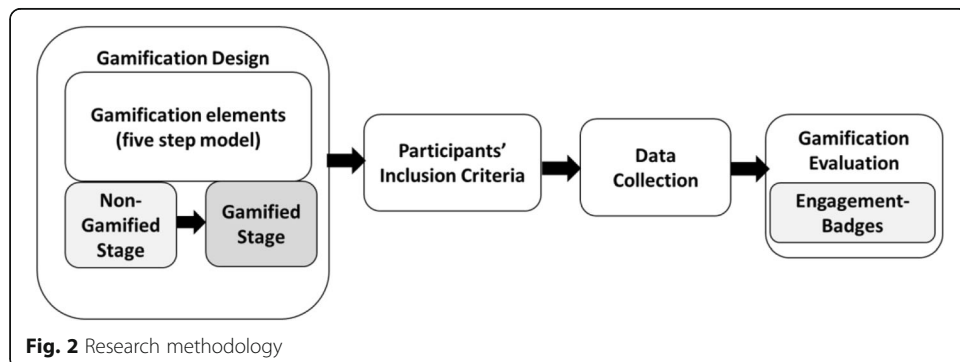 Gamification Design
Gamification elements
(five step model)
Non-
Gamified
Stage
Gamified
Stage
Participants'
Inclusion Criteria
Data
Collection
Gamification
Evaluation
Engagement-
Badges
Fig. 2 Research methodology